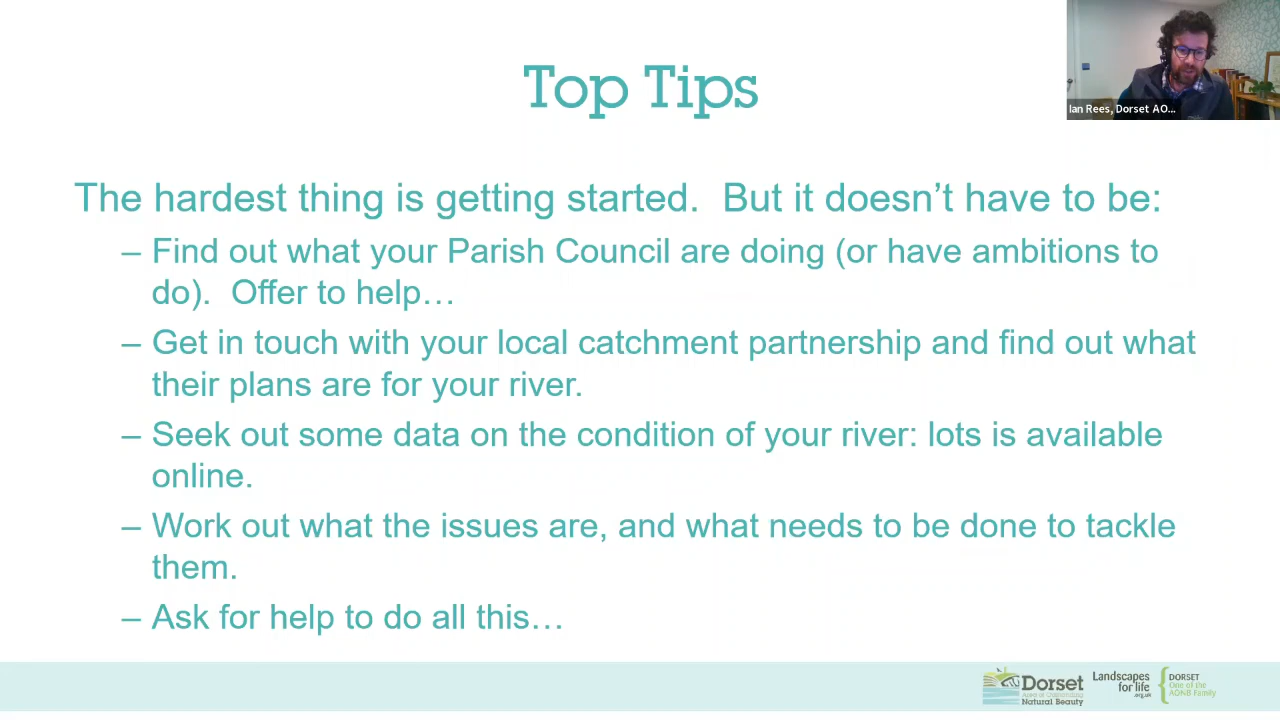 Top Tips
Ian Rees, Dorset AO...
The hardest thing is getting started. But it doesn’t have to be:
– Find out what your Parish Council are doing (or have ambitions to
do). Offer to help…
– Get in touch with your local catchment partnership and find out what
their plans are for your river.
– Seek out some data on the condition of your river: lots is available
online.
– Work out what the issues are, and what needs to be done to tackle
them.
– Ask for help to do all this…
Dorset
Area of Outstanding
Natural Beauty
Landscapes
for life
.org.uk
DORSET
One of the
AONB Family